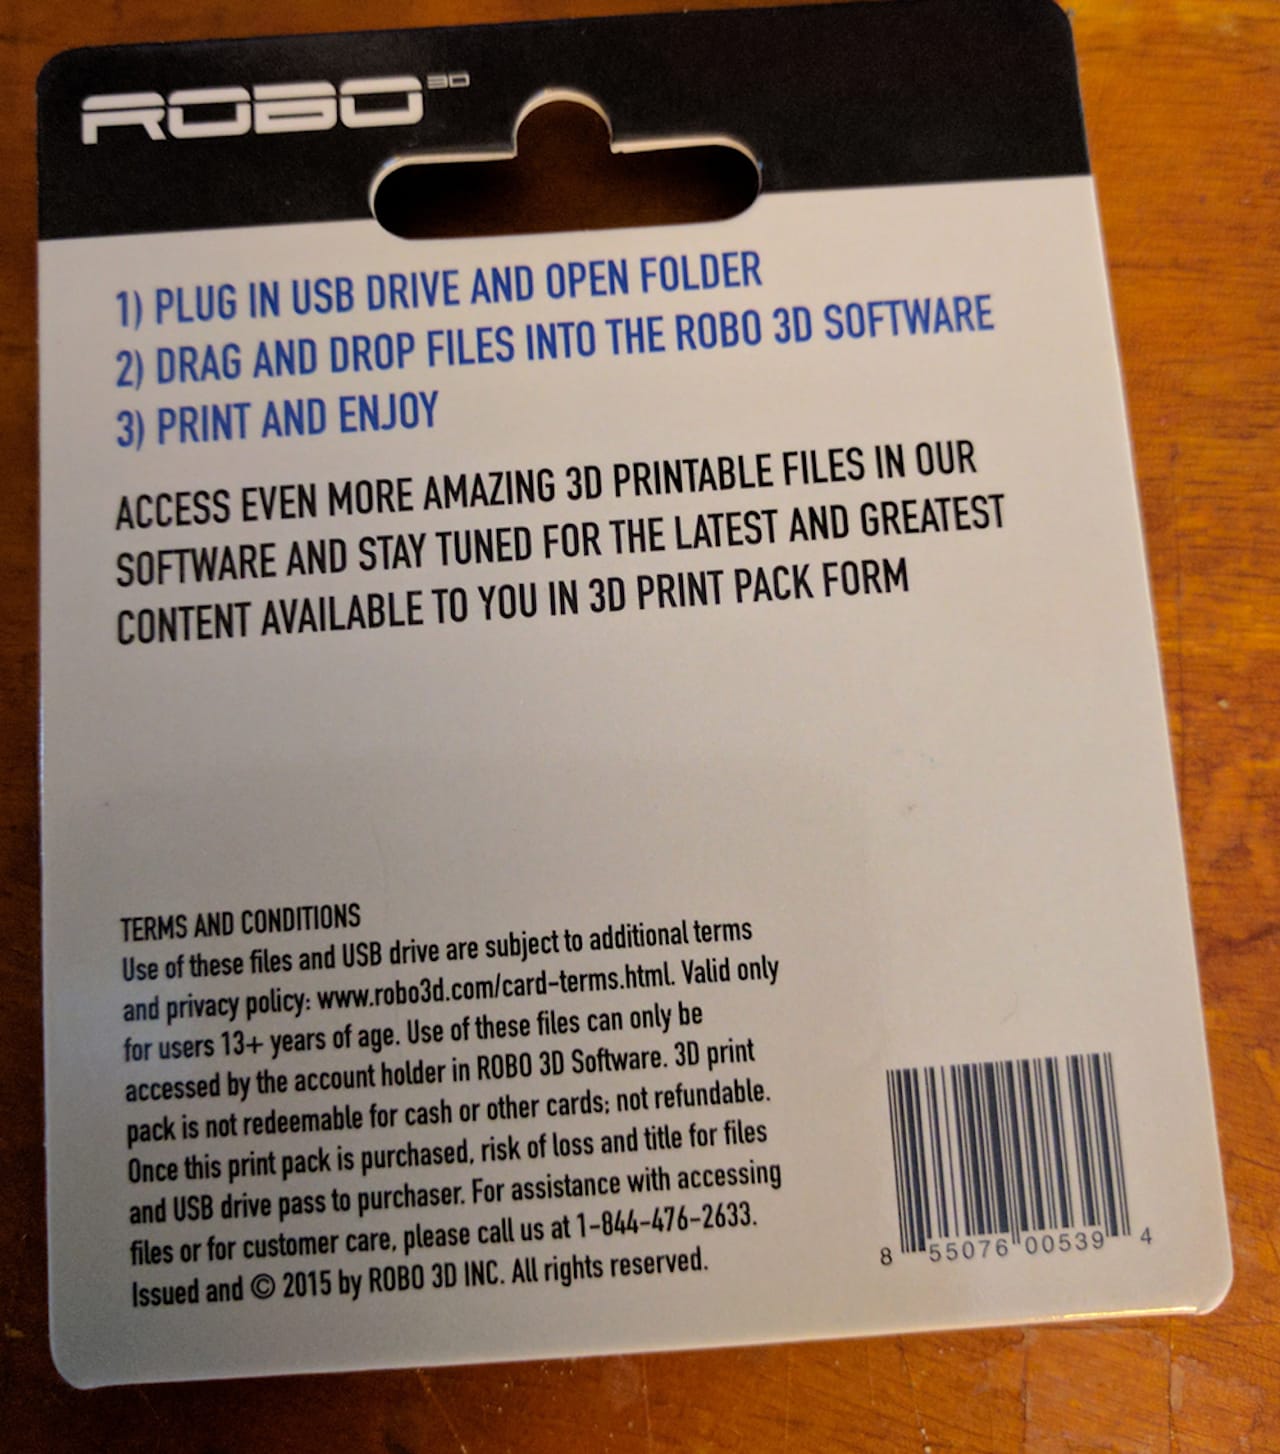 ROBO 3D
1) PLUG IN USB DRIVE AND OPEN FOLDER
2) DRAG AND DROP FILES INTO THE ROBO 3D SOFTWARE
3) PRINT AND ENJOY
ACCESS EVEN MORE AMAZING 3D PRINTABLE FILES IN OUR
SOFTWARE AND STAY TUNED FOR THE LATEST AND GREATEST
CONTENT AVAILABLE TO YOU IN 3D PRINT PACK FORM
TERMS AND CONDITIONS
Use of these files and USB drive are subject to additional terms
and privacy policy: www.robo3d.com/card-terms.html. Valid only
for users 13+ years of age. Use of these files can only be
accessed by the account holder in ROBO 3D Software. 3D print
pack is not redeemable for cash or other cards; not refundable.
Once this print pack is purchased, risk of loss and title for files
and USB drive pass to purchaser. For assistance with accessing
files or for customer care, please call us at 1-844-476-2633.
Issued and © 2015 by ROBO 3D INC. All rights reserved.
8 55076 00539 4